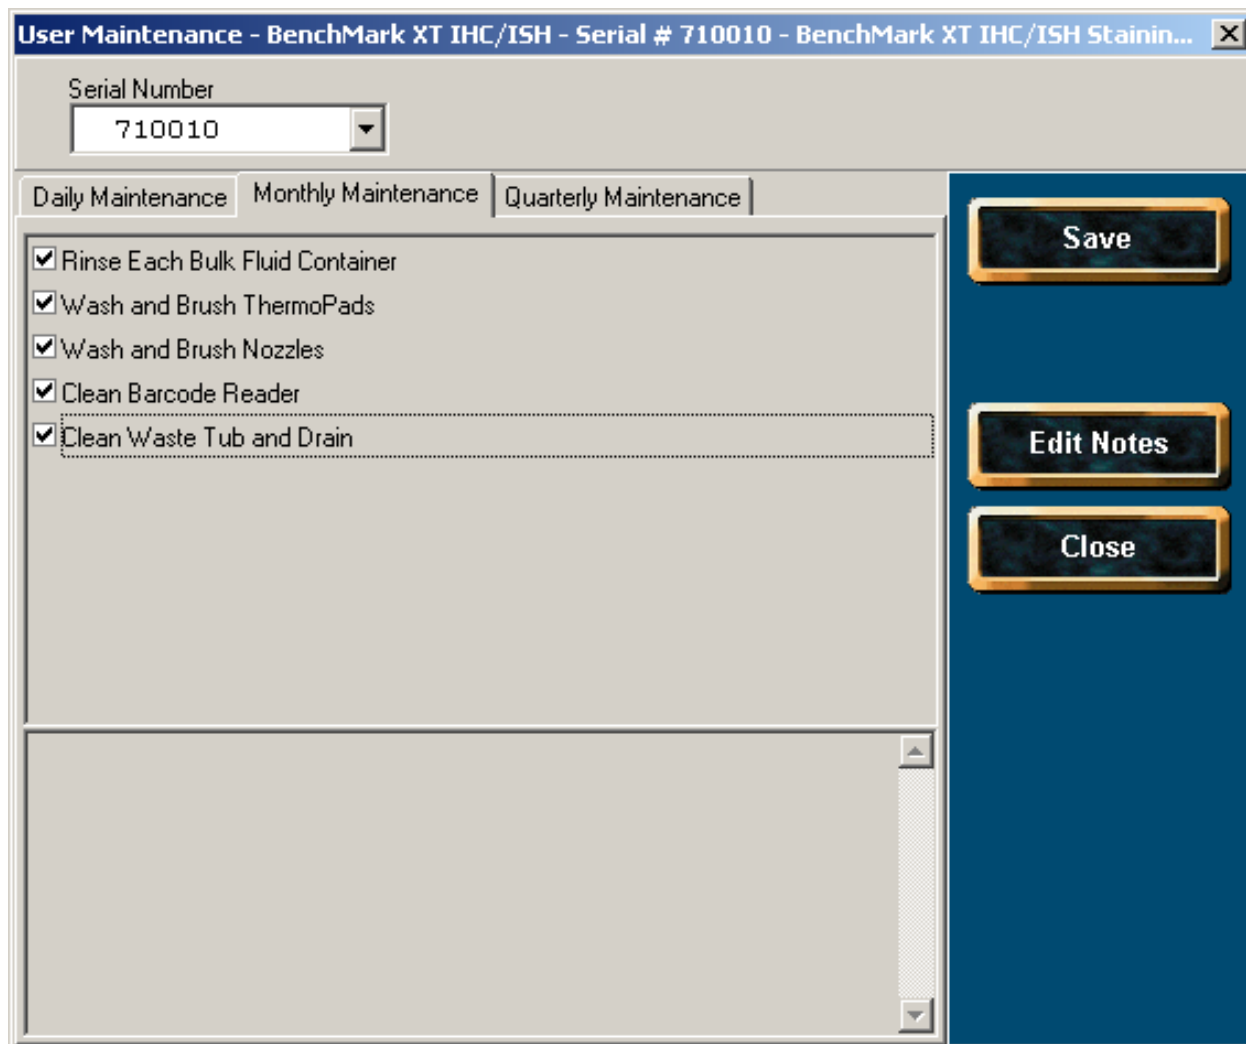 User Maintenance - BenchMark XT IHC/ISH - Serial # 710010 - BenchMark XT IHC/ISH Stainin...
Serial Number
710010
Daily Maintenance
Monthly Maintenance
Quarterly Maintenance
Rinse Each Bulk Fluid Container
Wash and Brush ThermoPads
Wash and Brush Nozzles
Clean Barcode Reader
Clean Waste Tub and Drain
Save
Edit Notes
Close